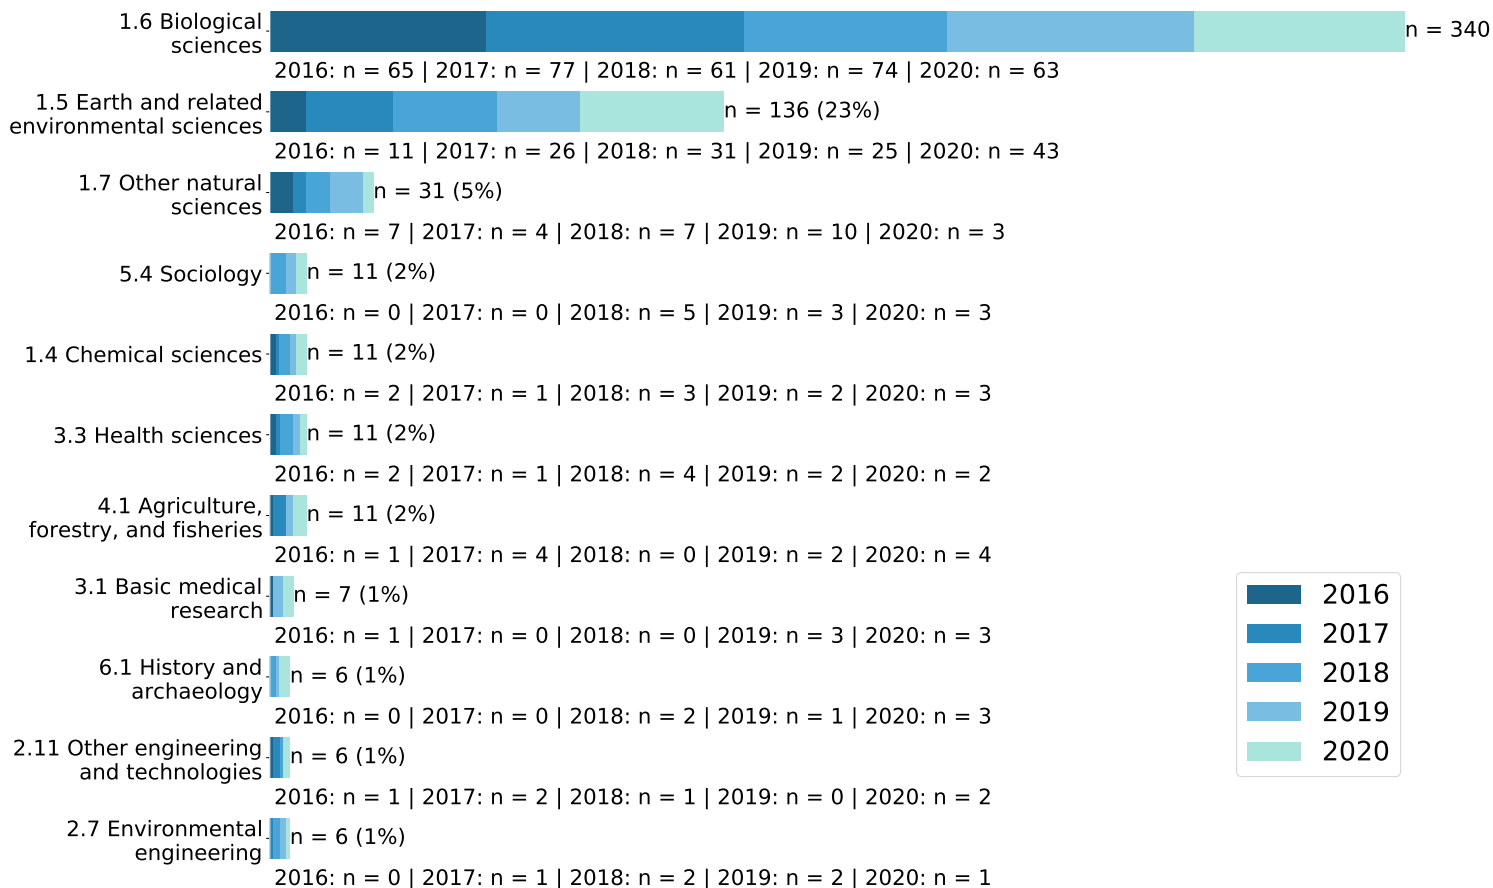 1.6 Biological
sciences
n = 340
2016: n = 65 | 2017: n = 77 | 2018: n = 61 | 2019: n = 74 | 2020: n = 63
1.5 Earth and related
environmental sciences
n = 136 (23%)
2016: n = 11 | 2017: n = 26 | 2018: n = 31 | 2019: n = 25 | 2020: n = 43
1.7 Other natural
sciences
n = 31 (5%)
2016: n = 7 | 2017: n = 4 | 2018: n = 7 | 2019: n = 10 | 2020: n = 3
5.4 Sociology
n = 11 (2%)
2016: n = 0 | 2017: n = 0 | 2018: n = 5 | 2019: n = 3 | 2020: n = 3
1.4 Chemical sciences
n = 11 (2%)
2016: n = 2 | 2017: n = 1 | 2018: n = 3 | 2019: n = 2 | 2020: n = 3
3.3 Health sciences
n = 11 (2%)
2016: n = 2 | 2017: n = 1 | 2018: n = 4 | 2019: n = 2 | 2020: n = 2
4.1 Agriculture,
forestry, and fisheries
n = 11 (2%)
2016: n = 1 | 2017: n = 4 | 2018: n = 0 | 2019: n = 2 | 2020: n = 4
3.1 Basic medical
research
n = 7 (1%)
2016: n = 1 | 2017: n = 0 | 2018: n = 0 | 2019: n = 3 | 2020: n = 3
6.1 History and
archaeology
n = 6 (1%)
2016: n = 0 | 2017: n = 0 | 2018: n = 2 | 2019: n = 1 | 2020: n = 3
2.11 Other engineering
and technologies
n = 6 (1%)
2016: n = 1 | 2017: n = 2 | 2018: n = 1 | 2019: n = 0 | 2020: n = 2
2.7 Environmental
engineering
n = 6 (1%)
2016: n = 0 | 2017: n = 1 | 2018: n = 2 | 2019: n = 2 | 2020: n = 1
2016
2017
2018
2019
2020